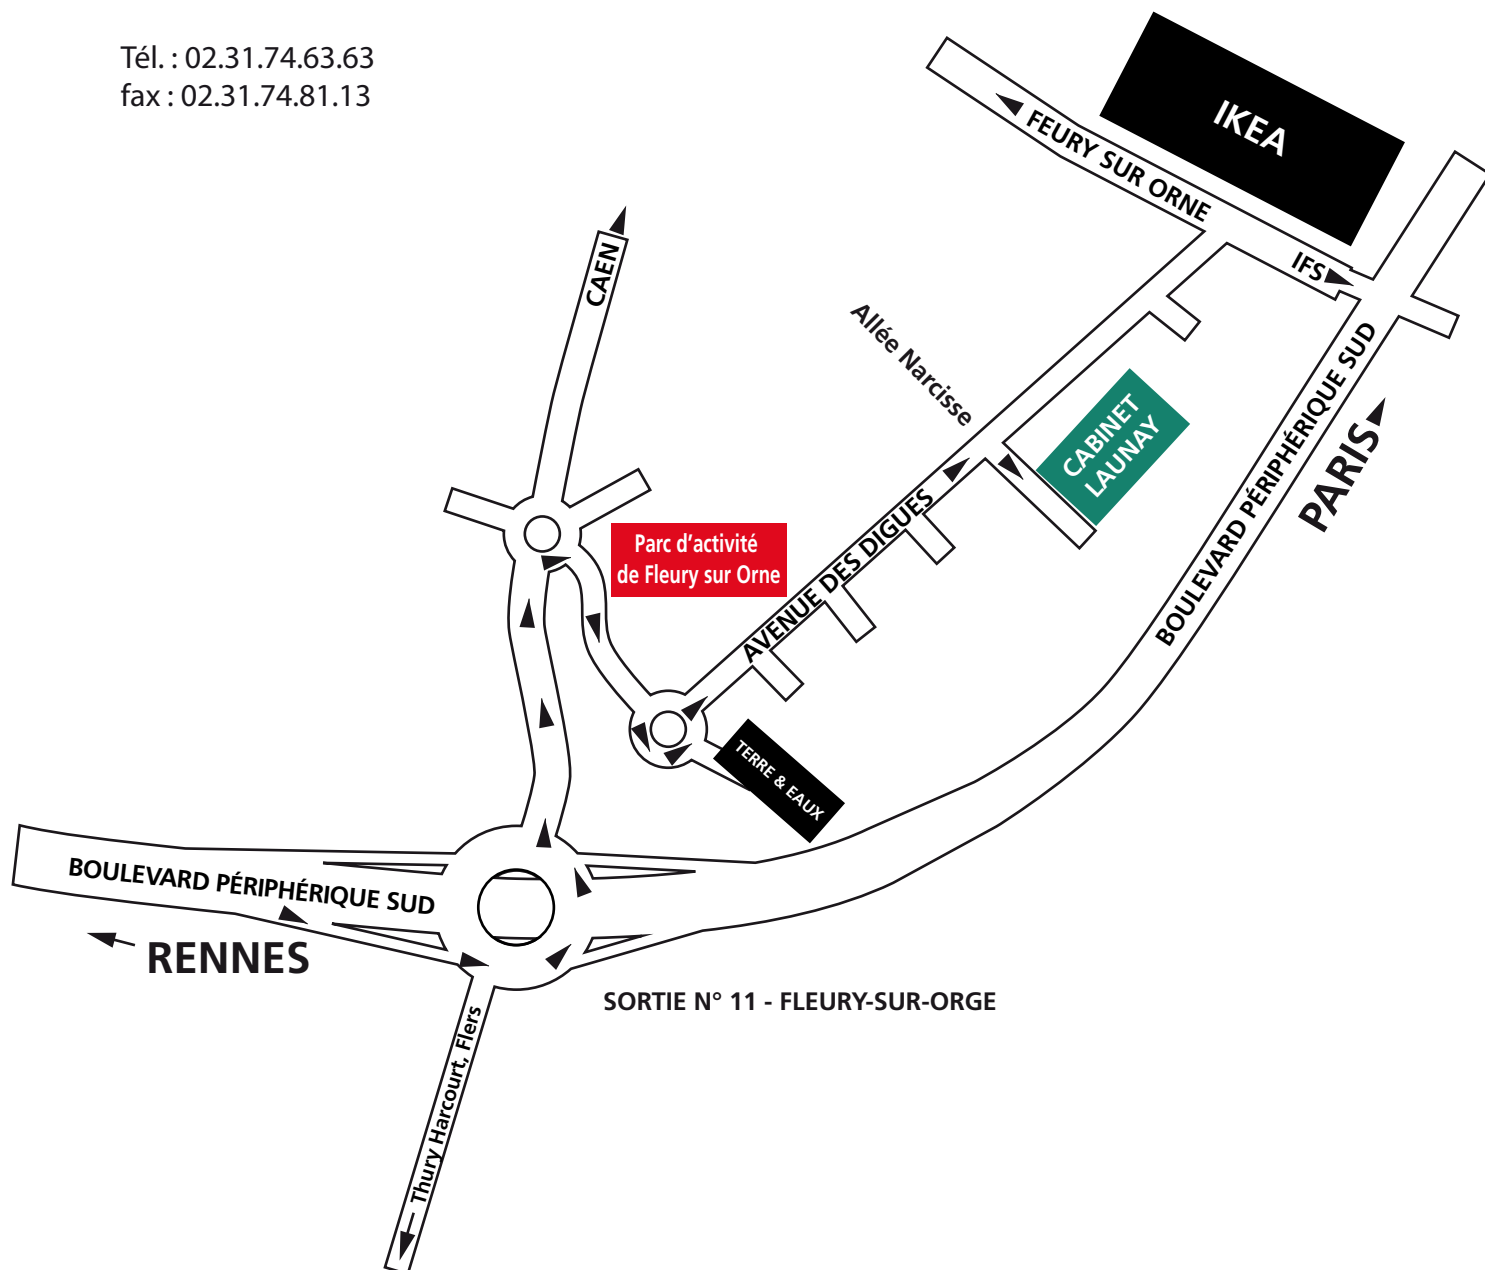 Tél. : 02.31.74.63.63
fax : 02.31.74.81.13
IKEA
FEURY SUR ORNE
IFS
CAEN
Allée Narcisse
CABINET
LAUNAY
BOULEVARD PÉRIPHÉRIQUE SUD
PARIS
Parc d'activité
de Fleury sur Orne
AVENUE DES DIGUES
TERRE & EAUX
BOULEVARD PÉRIPHÉRIQUE SUD
RENNES
SORTIE N° 11 - FLEURY-SUR-ORGE
Thury Harcourt, Flers